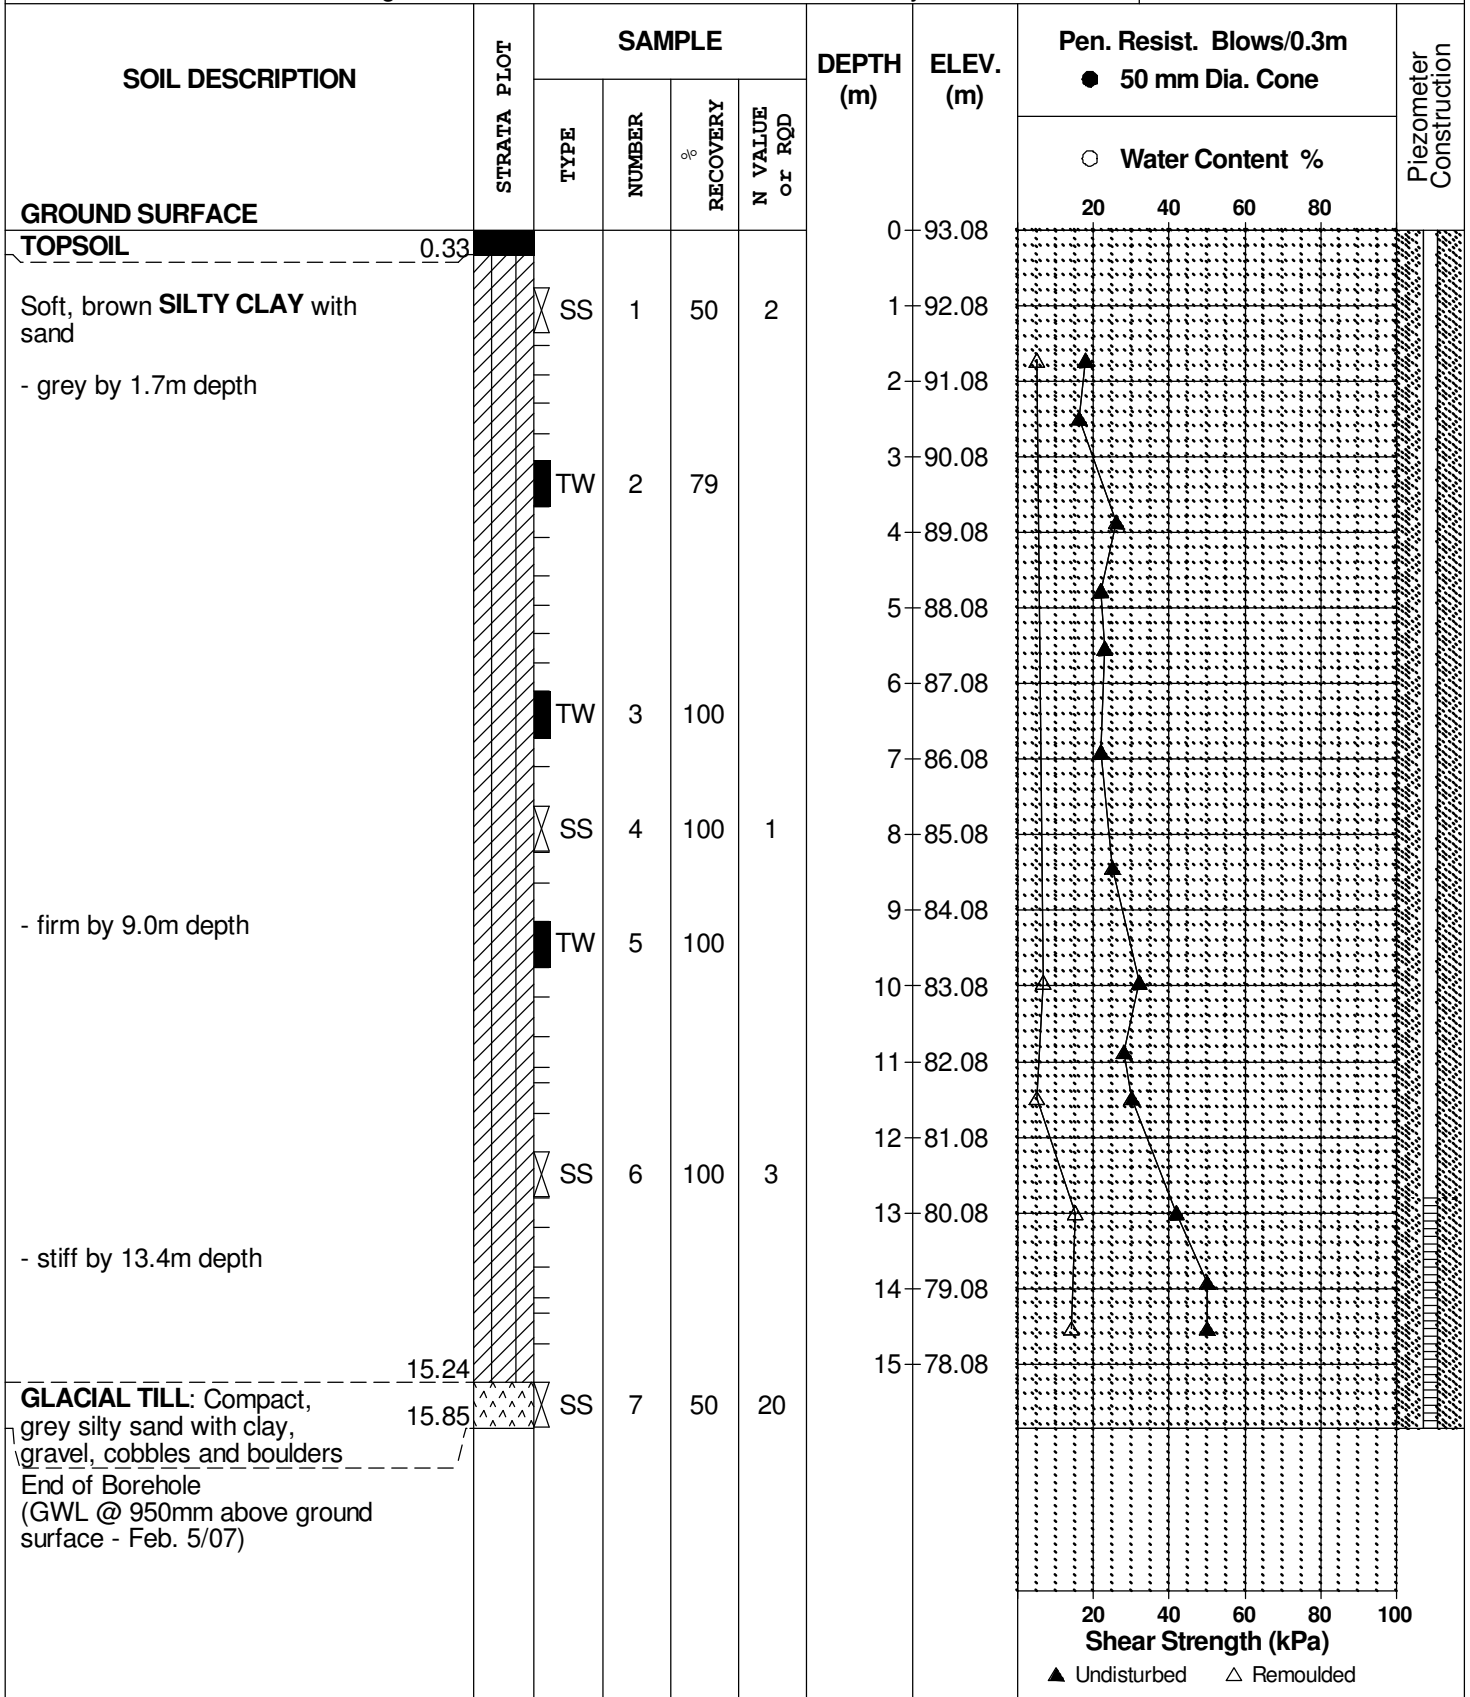 SOIL DESCRIPTION
STRATA PLOT
SAMPLE
TYPE
NUMBER
% RECOVERY
N VALUE or RQD
DEPTH (m)
ELEV. (m)
Pen. Resist. Blows/0.3m
● 50 mm Dia. Cone
○ Water Content %
Piezometer Construction
20 40 60 80
GROUND SURFACE
0 93.08
TOPSOIL 0.33
Soft, brown SILTY CLAY with
sand
SS 1 50 2
1 92.08
- grey by 1.7m depth
2 91.08
3 90.08
TW 2 79
4 89.08
5 88.08
6 87.08
TW 3 100
7 86.08
SS 4 100 1
8 85.08
- firm by 9.0m depth
9 84.08
TW 5 100
10 83.08
11 82.08
12 81.08
SS 6 100 3
13 80.08
- stiff by 13.4m depth
14 79.08
15 78.08
15.24
GLACIAL TILL: Compact,
grey silty sand with clay,
gravel, cobbles and boulders
15.85
SS 7 50 20
End of Borehole
(GWL @ 950mm above ground
surface - Feb. 5/07)
20 40 60 80 100
Shear Strength (kPa)
▲ Undisturbed △ Remoulded